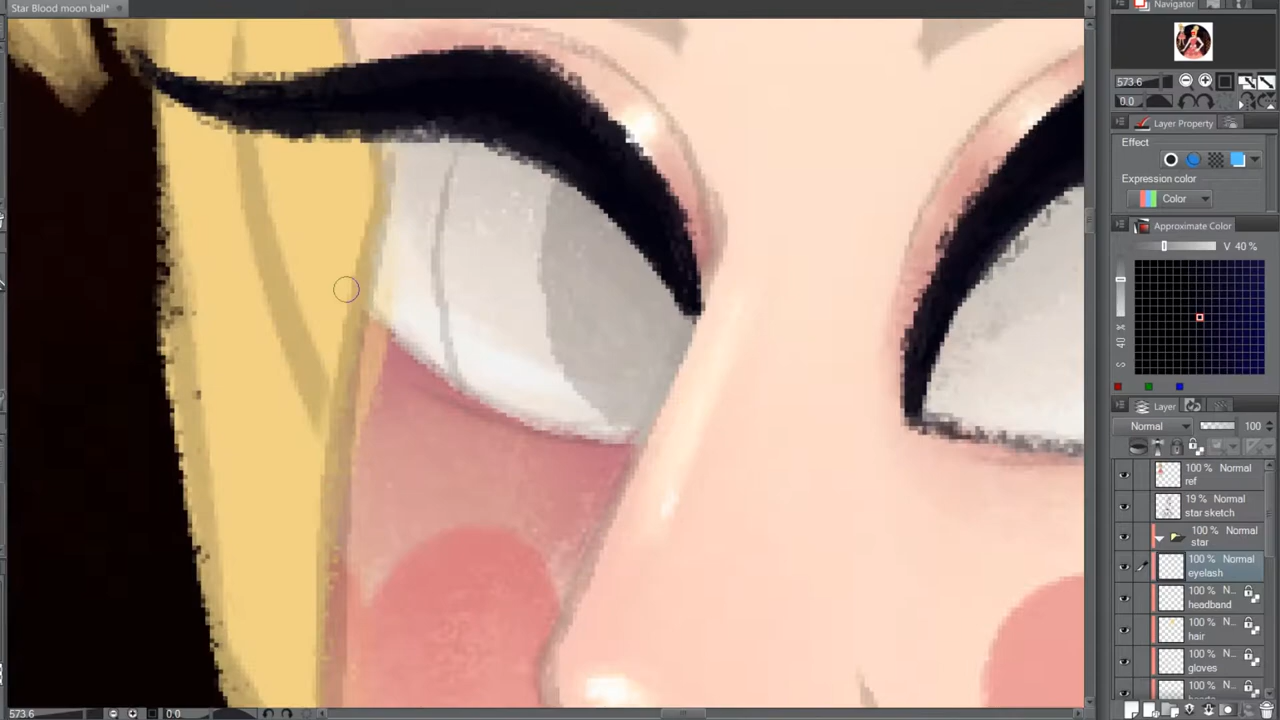 Star Blood moon ball*
Navigator
573.6
0.0
Layer Property
Effect
Expression color
Color
Approximate Color
V 40 %
40
Layer
Normal
100
100 % Normal
ref
19 % Normal
star sketch
100 % Normal
star
100 % Normal
eyelash
100 % N...
headband
100 % N...
hair
100 % N...
gloves
100 % N...
573.6
0.0